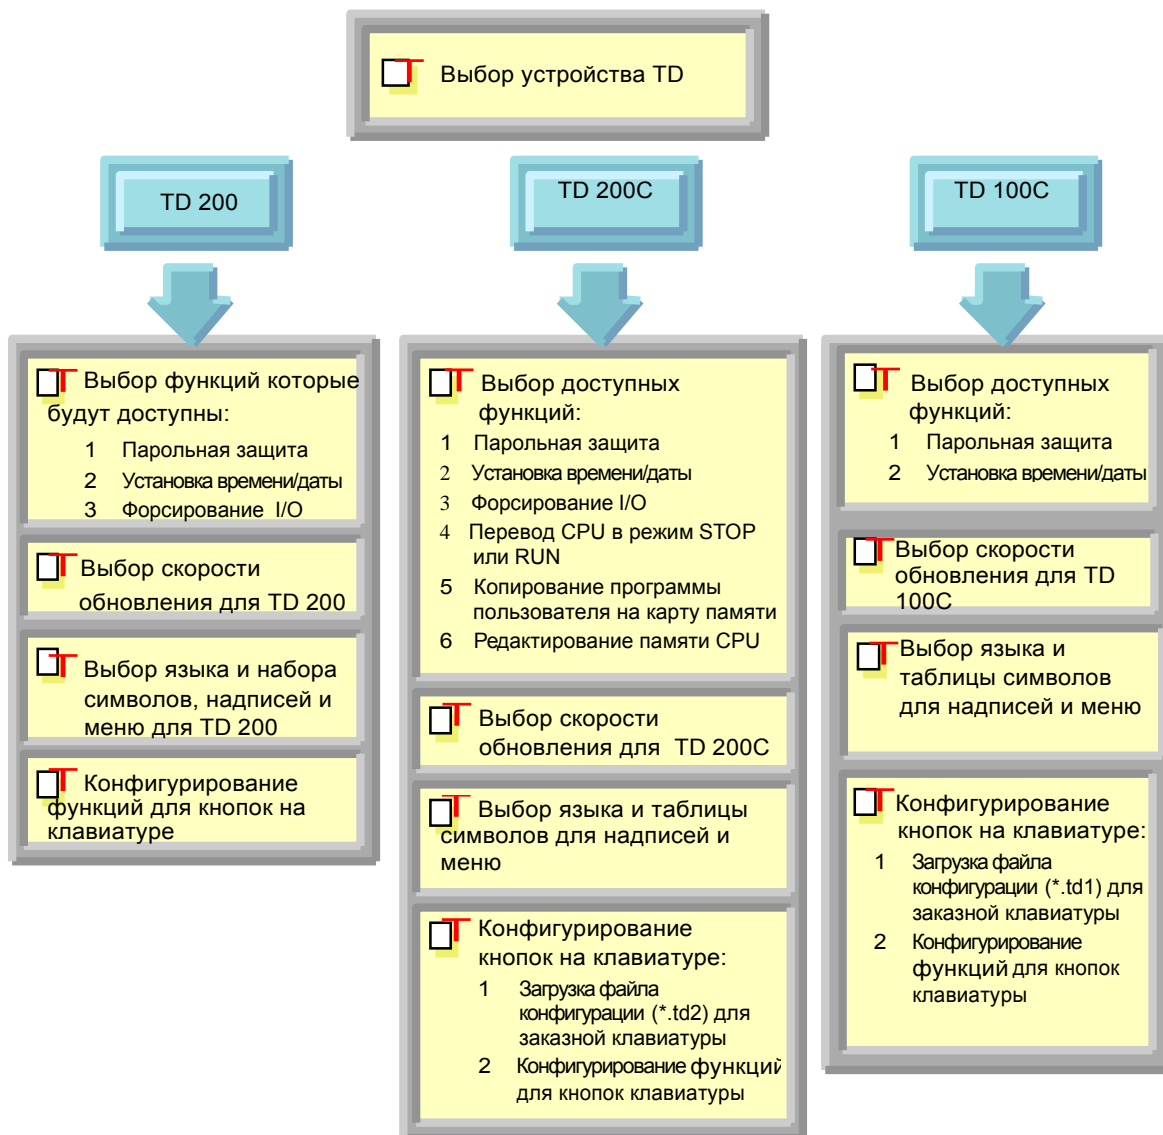 Выбор устройства TD
TD 200
TD 200C
TD 100C
Выбор функций которые
будут доступны:
1 Парольная защита
2 Установка времени/даты
3 Форсирование I/O
Выбор скорости
обновления для TD 200
Выбор языка и набора
символов, надписей и
меню для TD 200
Конфигурирование
функций для кнопок на
клавиатуре
Выбор доступных
функций:
1 Парольная защита
2 Установка времени/даты
3 Форсирование I/O
4 Перевод CPU в режим STOP
или RUN
5 Копирование программы
пользователя на карту памяти
6 Редактирование памяти CPU
Выбор скорости
обновления для TD 200C
Выбор языка и таблицы
символов для надписей и
меню
Конфигурирование
кнопок на клавиатуре:
1 Загрузка файла
конфигурации (*.td2) для
заказной клавиатуры
2 Конфигурирование функций
для кнопок клавиатуры
Выбор доступных
функций:
1 Парольная защита
2 Установка времени/даты
Выбор скорости
обновления для TD
100C
Выбор языка и
таблицы символов
для надписей и меню
Конфигурирование
кнопок на клавиатуре:
1 Загрузка файла
конфигурации (*.td1) для
заказной клавиатуры
2 Конфигурирование
функций для кнопок
клавиатуры